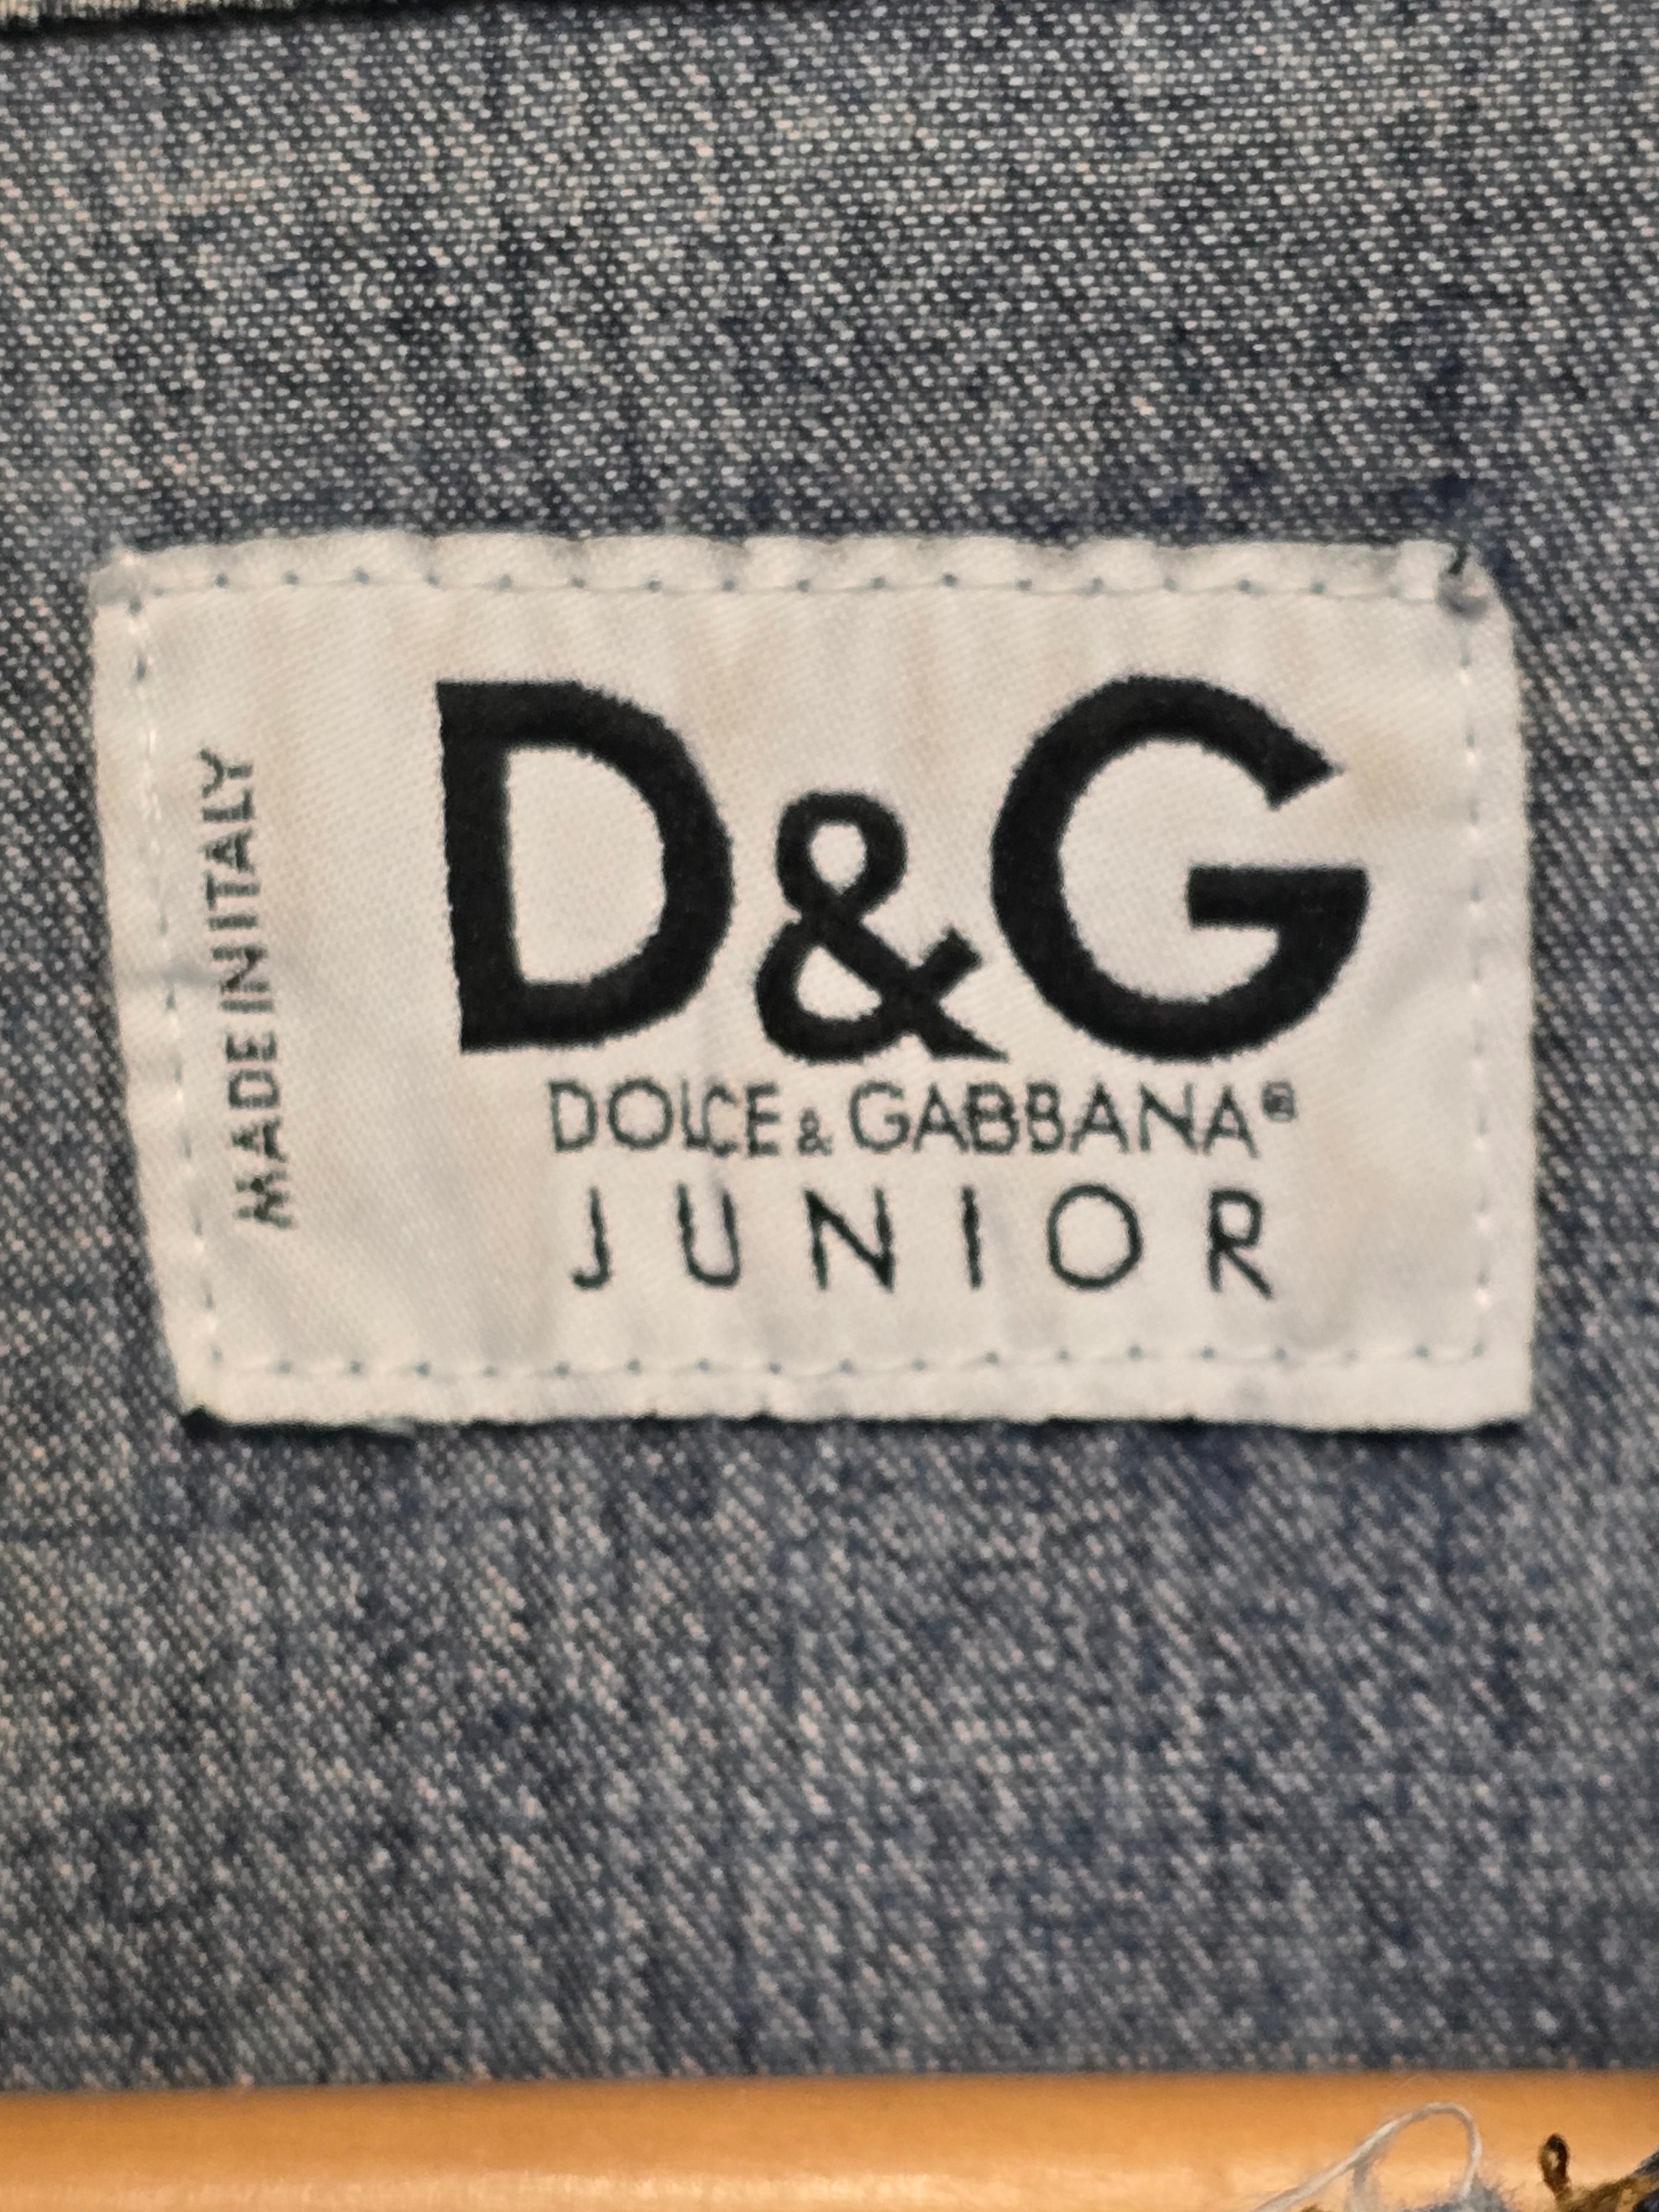 MADE IN ITALY
D&G
DOLCE & GABBANA®
JUNIOR